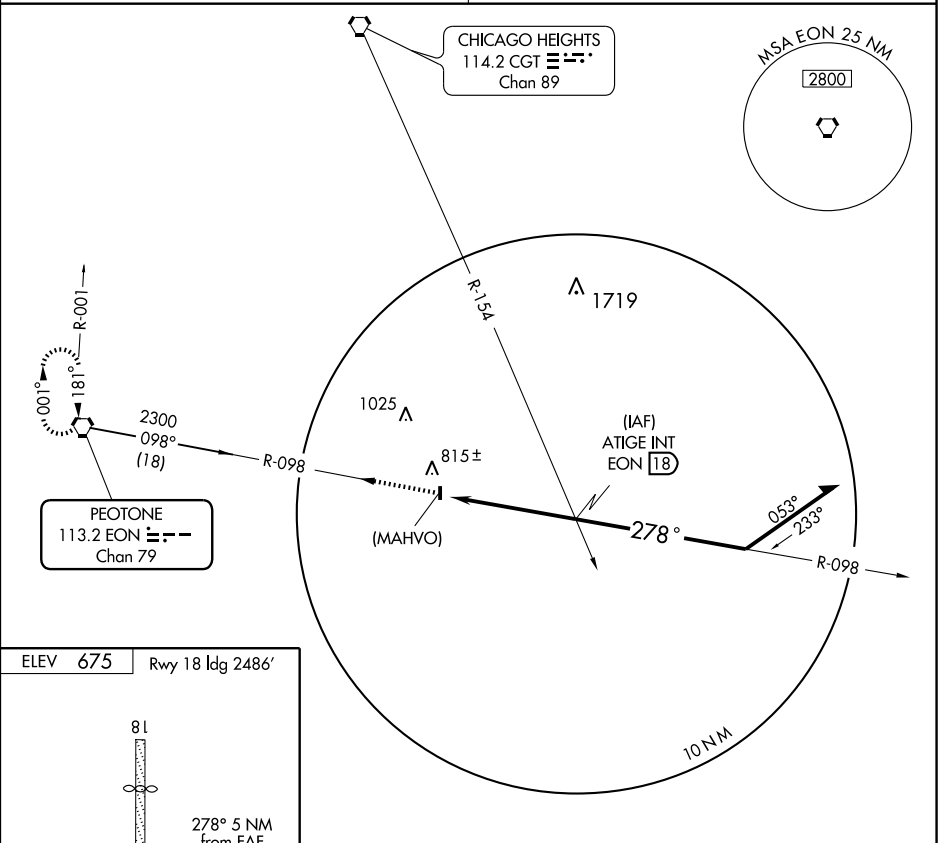 CHICAGO HEIGHTS
114.2 CGT
Chan 89
MSA EON 25 NM
2800
R-154
1719
R-001
001°
181°
1025
2300
098°
(18)
R-098
815±
(IAF)
ATIGE INT
EON 18
(MAHVO)
278°
053°
233°
R-098
PEOTONE
113.2 EON
Chan 79
10 NM
ELEV 675
Rwy 18 ldg 2486'
18
278° 5 NM
from FAF